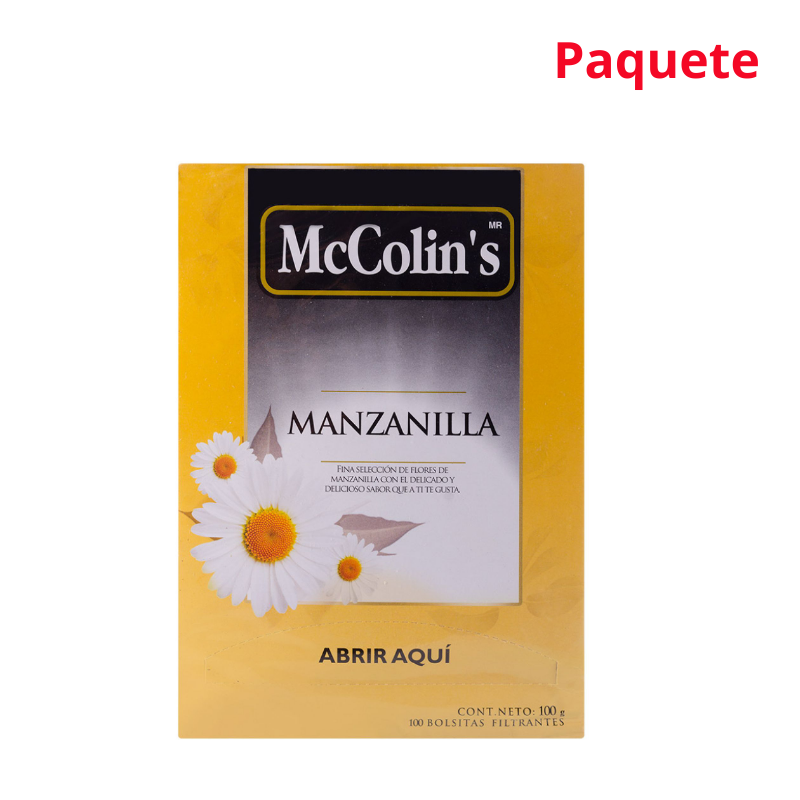 Paquete
McColin's MR
MANZANILLA
FINA SELECCIÓN DE FLORES DE
MANZANILLA CON EL DELICADO Y
DELICIOSO SABOR QUE A TI TE GUSTA.
ABRIR AQUÍ
CONT. NETO: 100 g
100 BOLSITAS FILTRANTES